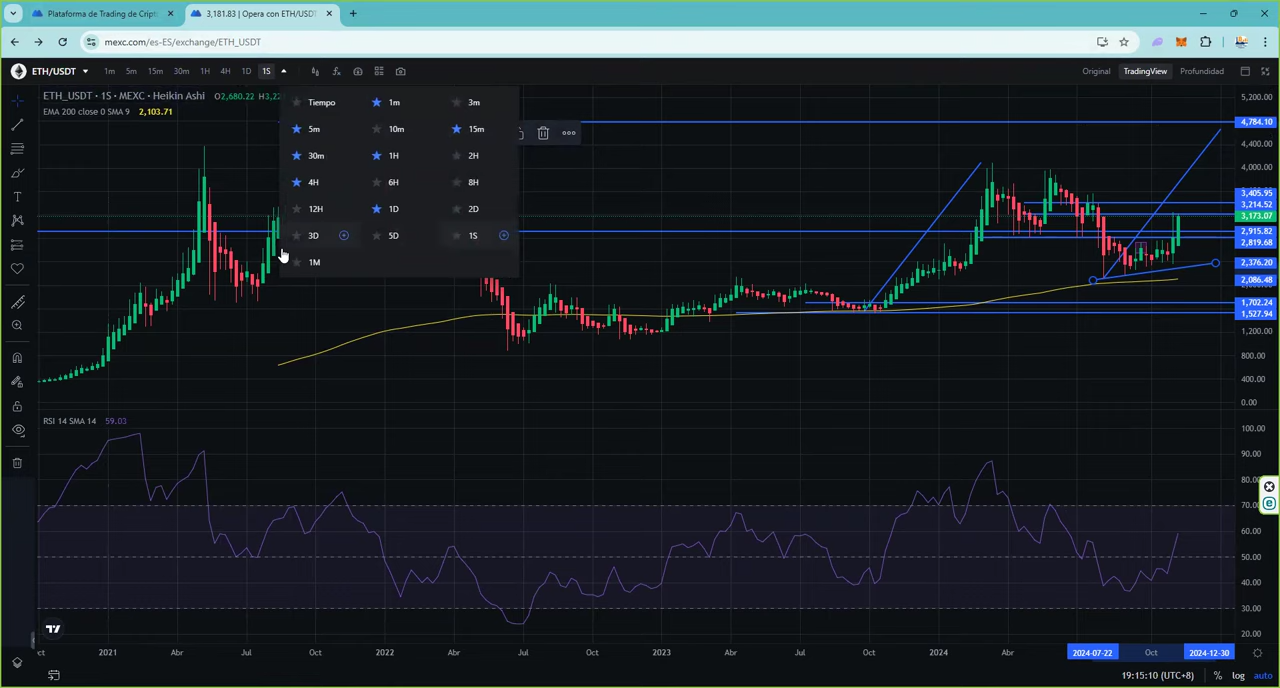 Plataforma de Trading de Cript
3,181.83 | Opera con ETH/USDT
mexc.com/es-ES/exchange/ETH_USDT
ETH/USDT 1m 5m 15m 30m 1H 4H 1D 1S Original TradingView Profundidad
ETH_USDT · 1S · MEXC · Heikin Ashi O2,680.22 H3,22
EMA 200 close 0 SMA 9 2,103.71
Tiempo 1m 3m
5m 10m 15m
30m 1H 2H
4H 6H 8H
12H 1D 2D
3D 5D 1S
1M
5,200.00
4,784.10
4,400.00
4,000.00
3,405.95
3,214.52
3,173.07
2,915.82
2,819.68
2,376.20
2,086.48
1,702.24
1,527.94
1,200.00
800.00
400.00
0.00
RSI 14 SMA 14 59.03
100.00
90.00
80.00
70.00
60.00
50.00
40.00
30.00
20.00
ct 2021 Abr Jul Oct 2022 Abr Jul Oct 2023 Abr Jul Oct 2024 Abr 2024-07-22 Oct 2024-12-30
19:15:10 (UTC+8) % log auto